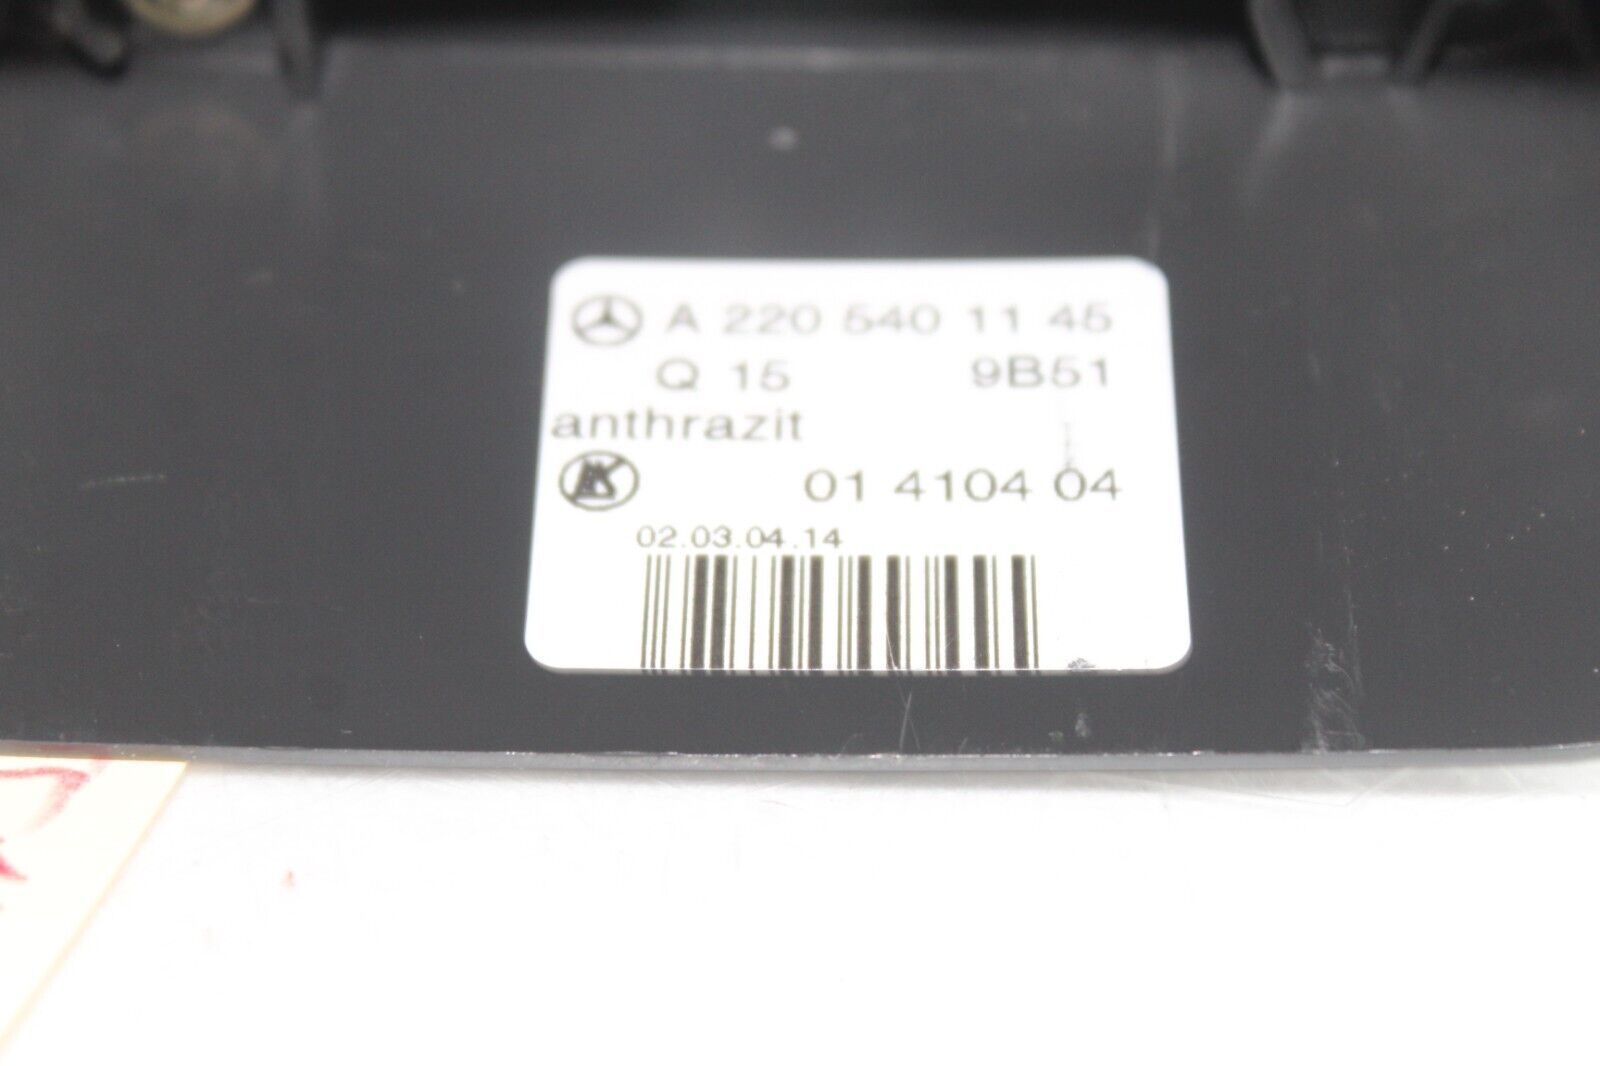 A 220 540 11 45
Q 15 9B51
anthrazit
01 4104 04
02.03.04.14